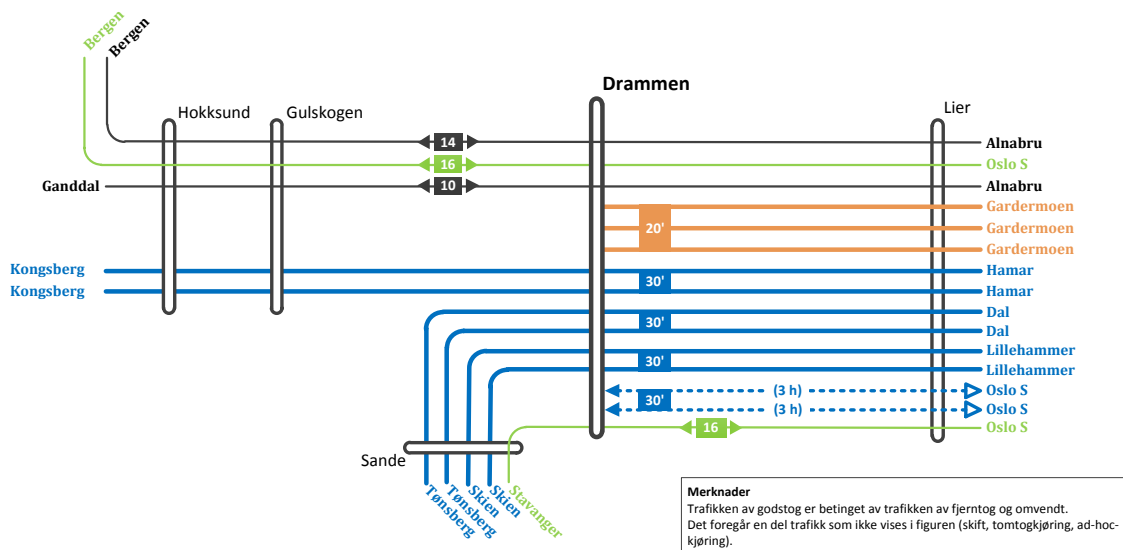 Bergen
Bergen
Drammen
Hokksund
Gulskogen
Lier
14
Alnabru
16
Oslo S
Ganddal
10
Alnabru
Gardermoen
20'
Gardermoen
Gardermoen
Kongsberg
Hamar
30'
Kongsberg
Hamar
Dal
30'
Dal
Lillehammer
30'
Lillehammer
(3 h)
Oslo S
30'
(3 h)
Oslo S
16
Oslo S
Sande
Tønsberg
Tønsberg
Skien
Skien
Stavanger
Merknader
Trafikken av godstog er betinget av trafikken av fjerntog og omvendt.
Det foregår en del trafikk som ikke vises i figuren (skift, tomtogkjøring, ad-hoc-
kjøring).